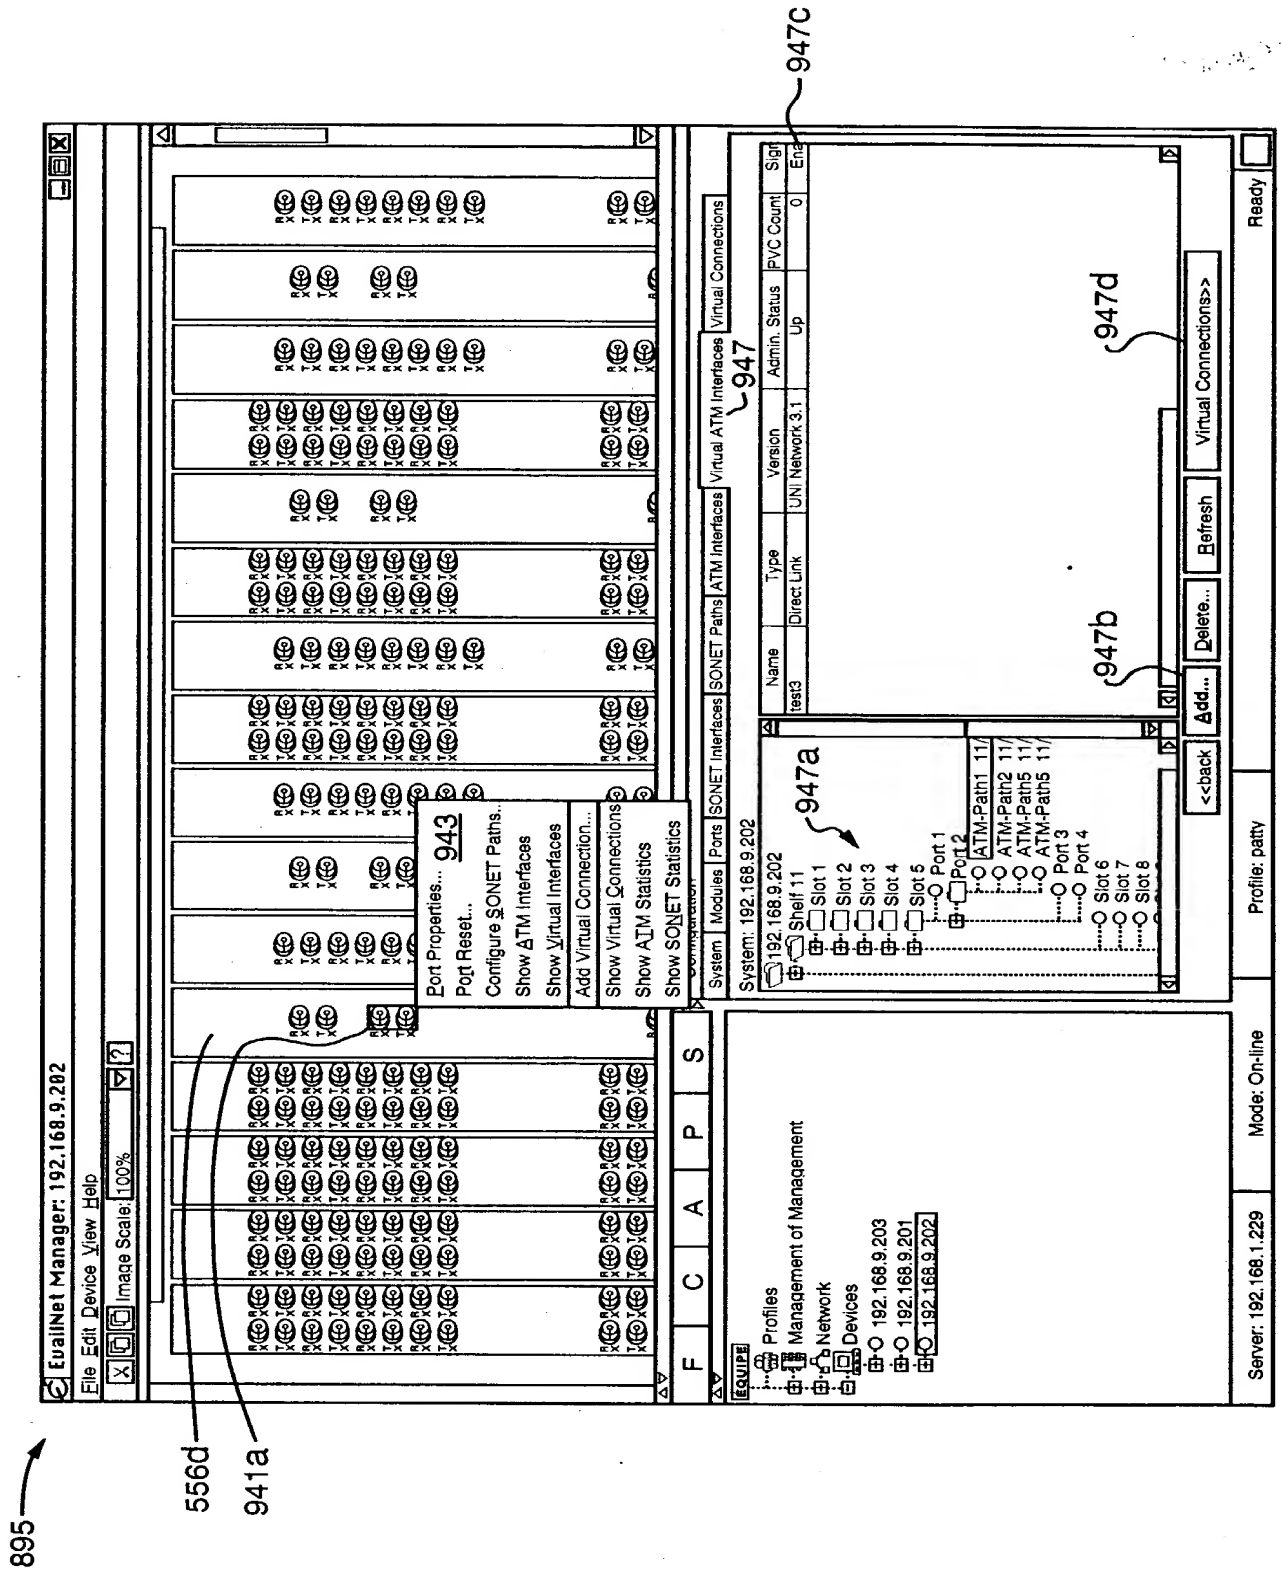 895
EvailNet Manager: 192.168.9.202
File Edit Device View Help
Image Scale: 100%
?
556d
941a
Port Properties... 943
Port Reset...
Configure SONET Paths...
Show ATM Interfaces
Show Virtual Interfaces
Add Virtual Connection...
Show Virtual Connections
Show ATM Statistics
Show SONET Statistics
Configuration
F C A P S
EQUIPE
Profiles
Management of Management
Network
Devices
192.168.9.203
192.168.9.201
192.168.9.202
System Modules Ports SONET Interfaces SONET Paths ATM Interfaces Virtual ATM Interfaces Virtual Connections
947
System: 192.168.9.202
192.168.9.202
Shelf 11
Slot 1
Slot 2
Slot 3
Slot 4
Slot 5
Port 1
Port 2
ATM-Path1 11/
ATM-Path2 11/
ATM-Path5 11/
ATM-Path5 11/
Port 3
Port 4
Slot 6
Slot 7
Slot 8
947a
Name Type Version Admin. Status PVC Count Sign
test3 Direct Link UNI Network 3.1 Up 0 Ena
947c
947b
947d
<<back Add... Delete... Refresh Virtual Connections>>
Server: 192.168.1.229 Mode: On-line Profile: patty Ready